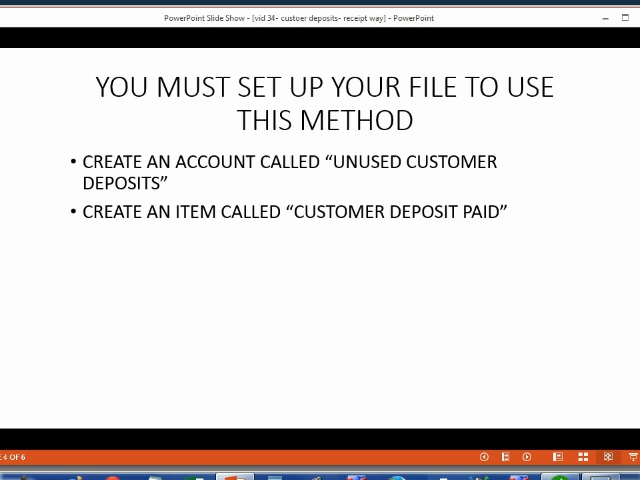 PowerPoint Slide Show - [vid 34- custoer deposits- receipt way] - PowerPoint
YOU MUST SET UP YOUR FILE TO USE
THIS METHOD
• CREATE AN ACCOUNT CALLED “UNUSED CUSTOMER
DEPOSITS”
• CREATE AN ITEM CALLED “CUSTOMER DEPOSIT PAID”
4 OF 6